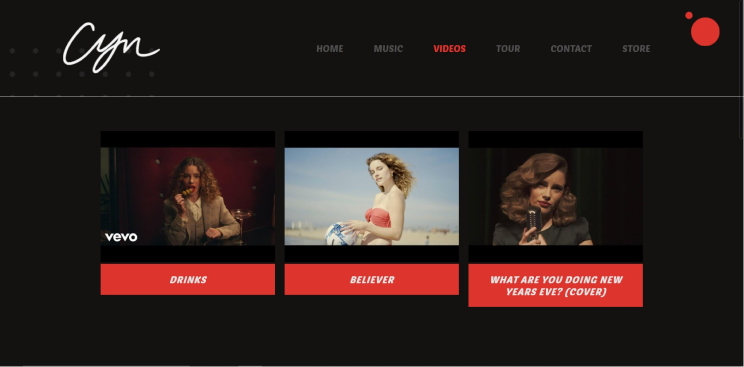 Cyn
HOME MUSIC VIDEOS TOUR CONTACT STORE
vevo
DRINKS
BELIEVER
WHAT ARE YOU DOING NEW
YEARS EVE? (COVER)